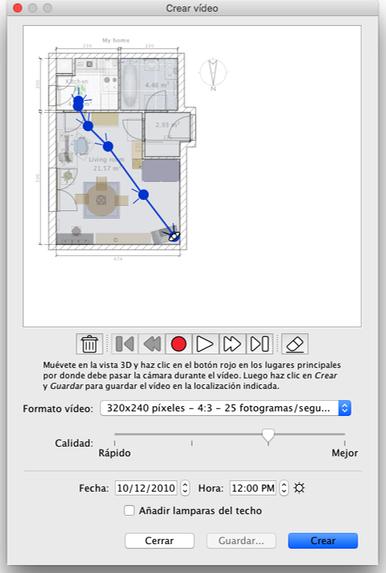 Crear vídeo
My home
Kitchen
4.46 m²
2.93 m²
Living room
21.57 m²
N
Muévete en la vista 3D y haz clic en el botón rojo en los lugares principales
por donde debe pasar la cámara durante el vídeo. Luego haz clic en Crear
y Guardar para guardar el vídeo en la localización indicada.
Formato vídeo: 320x240 píxeles - 4:3 - 25 fotogramas/segu...
Calidad:
Rápido Mejor
Fecha: 10/12/2010 Hora: 12:00 PM
Añadir lamparas del techo
Cerrar Guardar... Crear